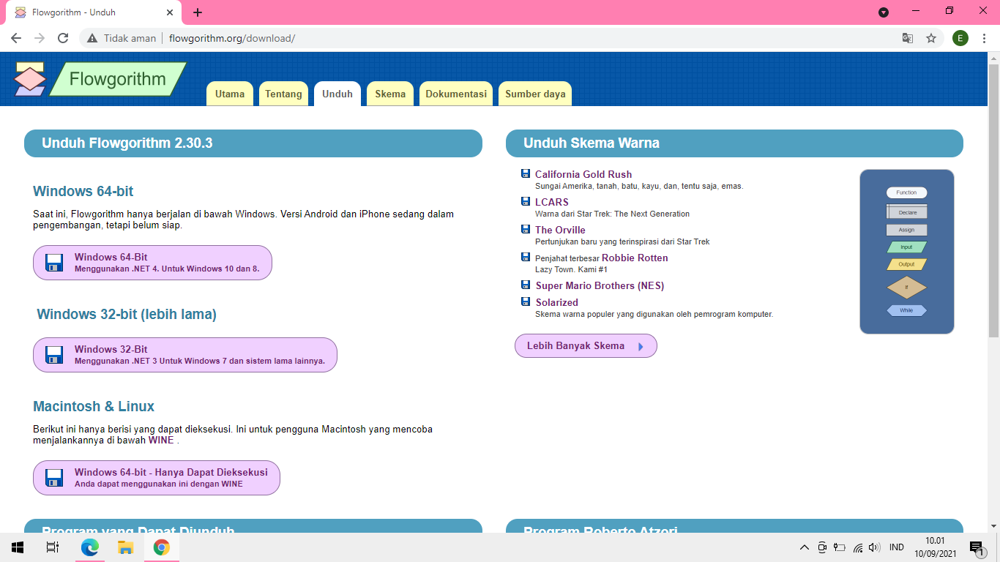 Flowgorithm - Unduh
Tidak aman
flowgorithm.org/download/
E
Flowgorithm
Utama
Tentang
Unduh
Skema
Dokumentasi
Sumber daya
Unduh Flowgorithm 2.30.3
Windows 64-bit
Saat ini, Flowgorithm hanya berjalan di bawah Windows. Versi Android dan iPhone sedang dalam
pengembangan, tetapi belum siap.
Windows 64-Bit
Menggunakan .NET 4. Untuk Windows 10 dan 8.
Windows 32-bit (lebih lama)
Windows 32-Bit
Menggunakan .NET 3 Untuk Windows 7 dan sistem lama lainnya.
Macintosh & Linux
Berikut ini hanya berisi yang dapat dieksekusi. Ini untuk pengguna Macintosh yang mencoba
menjalankannya di bawah WINE .
Windows 64-bit - Hanya Dapat Dieksekusi
Anda dapat menggunakan ini dengan WINE
Program yang Dapat Diunduh
Unduh Skema Warna
California Gold Rush
Sungai Amerika, tanah, batu, kayu, dan, tentu saja, emas.
LCARS
Warna dari Star Trek: The Next Generation
The Orville
Pertunjukan baru yang terinspirasi dari Star Trek
Penjahat terbesar Robbie Rotten
Lazy Town. Kami #1
Super Mario Brothers (NES)
Solarized
Skema warna populer yang digunakan oleh pemrogram komputer.
Lebih Banyak Skema
Function
Declare
Assign
Input
Output
If
While
Program Roberto Atzori
IND
10.01
10/09/2021
1